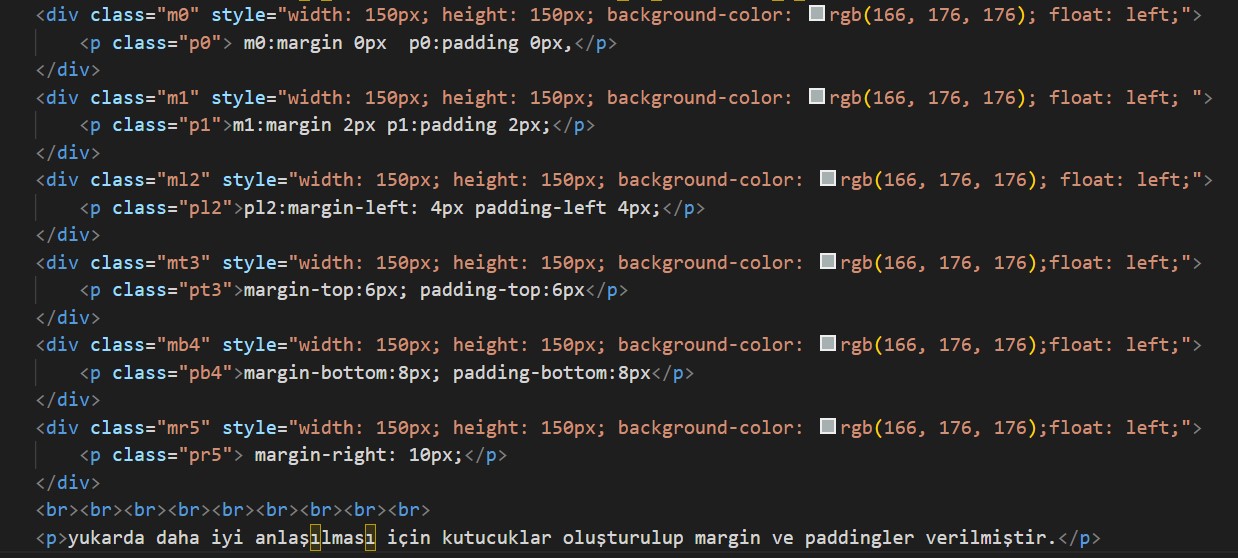 <div class="m0" style="width: 150px; height: 150px; background-color: rgb(166, 176, 176); float: left;">
<p class="p0"> m0:margin 0px  p0:padding 0px,</p>
</div>
<div class="m1" style="width: 150px; height: 150px; background-color: rgb(166, 176, 176); float: left; ">
<p class="p1">m1:margin 2px p1:padding 2px;</p>
</div>
<div class="ml2" style="width: 150px; height: 150px; background-color: rgb(166, 176, 176); float: left;">
<p class="pl2">pl2:margin-left: 4px padding-left 4px;</p>
</div>
<div class="mt3" style="width: 150px; height: 150px; background-color: rgb(166, 176, 176);float: left;">
<p class="pt3">margin-top:6px; padding-top:6px</p>
</div>
<div class="mb4" style="width: 150px; height: 150px; background-color: rgb(166, 176, 176);float: left;">
<p class="pb4">margin-bottom:8px; padding-bottom:8px</p>
</div>
<div class="mr5" style="width: 150px; height: 150px; background-color: rgb(166, 176, 176);float: left;">
<p class="pr5"> margin-right: 10px;</p>
</div>
<br><br><br><br><br><br><br><br><br>
<p>yukarda daha iyi anlaşılması için kutucuklar oluşturulup margin ve paddingler verilmiştir.</p>